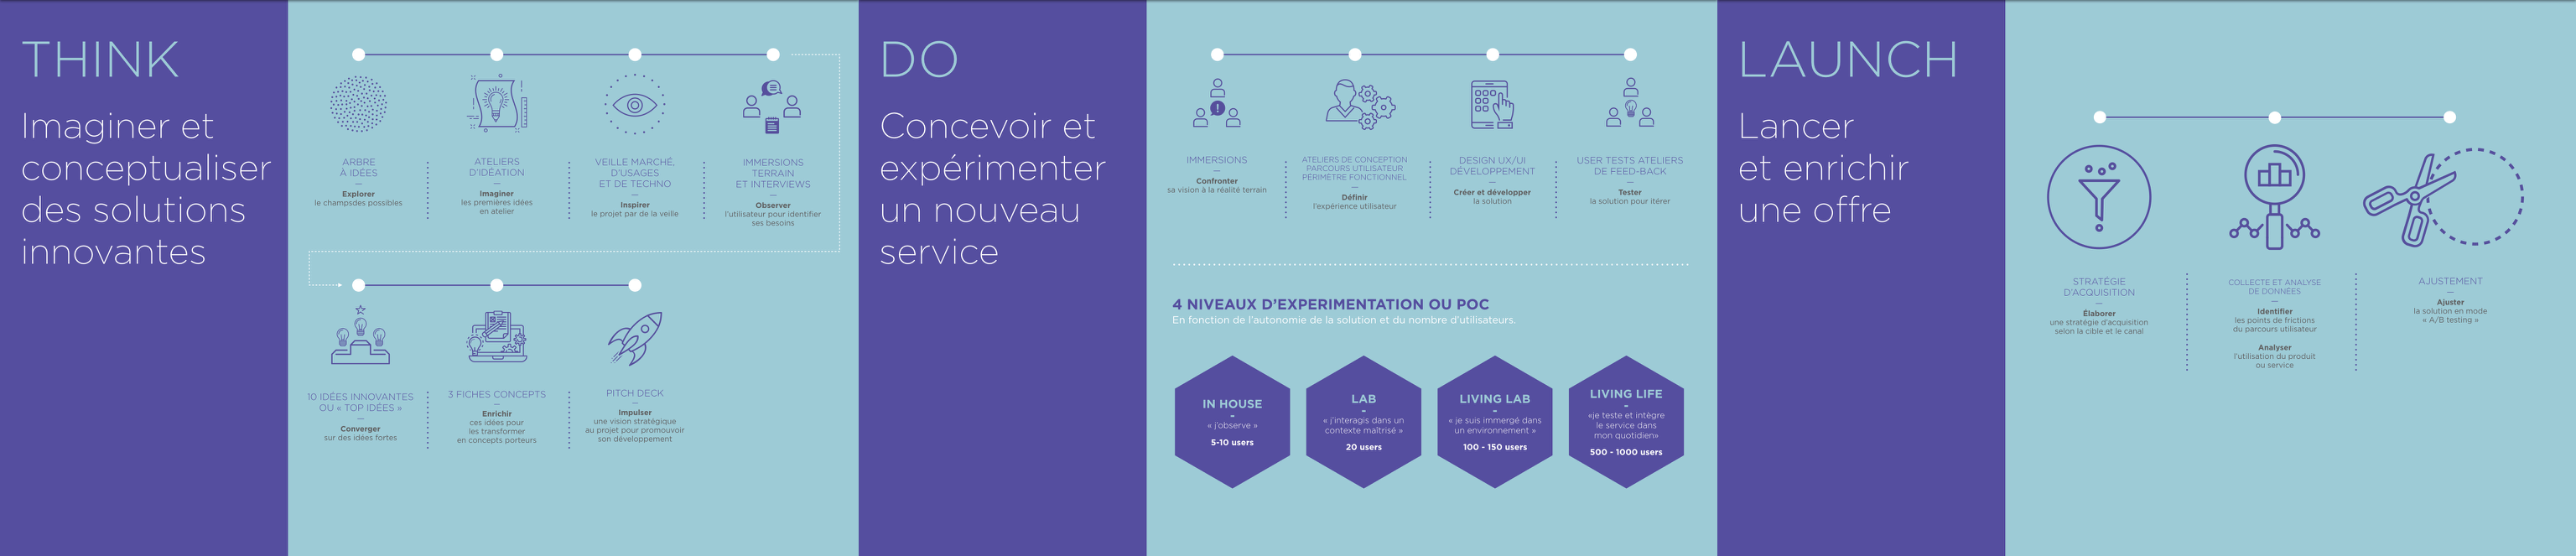 THINK
Imaginer et
conceptualiser
des solutions
innovantes
ARBRE
À IDÉES
—
Explorer
le champsdes possibles
ATELIERS
D'IDÉATION
—
Imaginer
les premières idées
en atelier
VEILLE MARCHÉ,
D'USAGES
ET DE TECHNO
—
Inspirer
le projet par de la veille
IMMERSIONS
TERRAIN
ET INTERVIEWS
—
Observer
l'utilisateur pour identifier
ses besoins
10 IDÉES INNOVANTES
OU « TOP IDÉES »
—
Converger
sur des idées fortes
3 FICHES CONCEPTS
—
Enrichir
ces idées pour
les transformer
en concepts porteurs
PITCH DECK
—
Impulser
une vision stratégique
au projet pour promouvoir
son développement
DO
Concevoir et
expérimenter
un nouveau
service
IMMERSIONS
—
Confronter
sa vision à la réalité terrain
ATELIERS DE CONCEPTION
PARCOURS UTILISATEUR
PÉRIMÈTRE FONCTIONNEL
—
Définir
l'expérience utilisateur
DESIGN UX/UI
DÉVELOPPEMENT
—
Créer et développer
la solution
USER TESTS ATELIERS
DE FEED-BACK
—
Tester
la solution pour itérer
4 NIVEAUX D'EXPERIMENTATION OU POC
En fonction de l'autonomie de la solution et du nombre d'utilisateurs.
IN HOUSE
-
« j'observe »
5-10 users
LAB
-
« j'interagis dans un
contexte maîtrisé »
20 users
LIVING LAB
-
« je suis immergé dans
un environnement »
100 - 150 users
LIVING LIFE
-
«je teste et intègre
le service dans
mon quotidien»
500 - 1000 users
LAUNCH
Lancer
et enrichir
une offre
STRATÉGIE
D'ACQUISITION
—
Élaborer
une stratégie d'acquisition
selon la cible et le canal
COLLECTE ET ANALYSE
DE DONNÉES
—
Identifier
les points de frictions
du parcours utilisateur
Analyser
l'utilisation du produit
ou service
AJUSTEMENT
—
Ajuster
la solution en mode
« A/B testing »